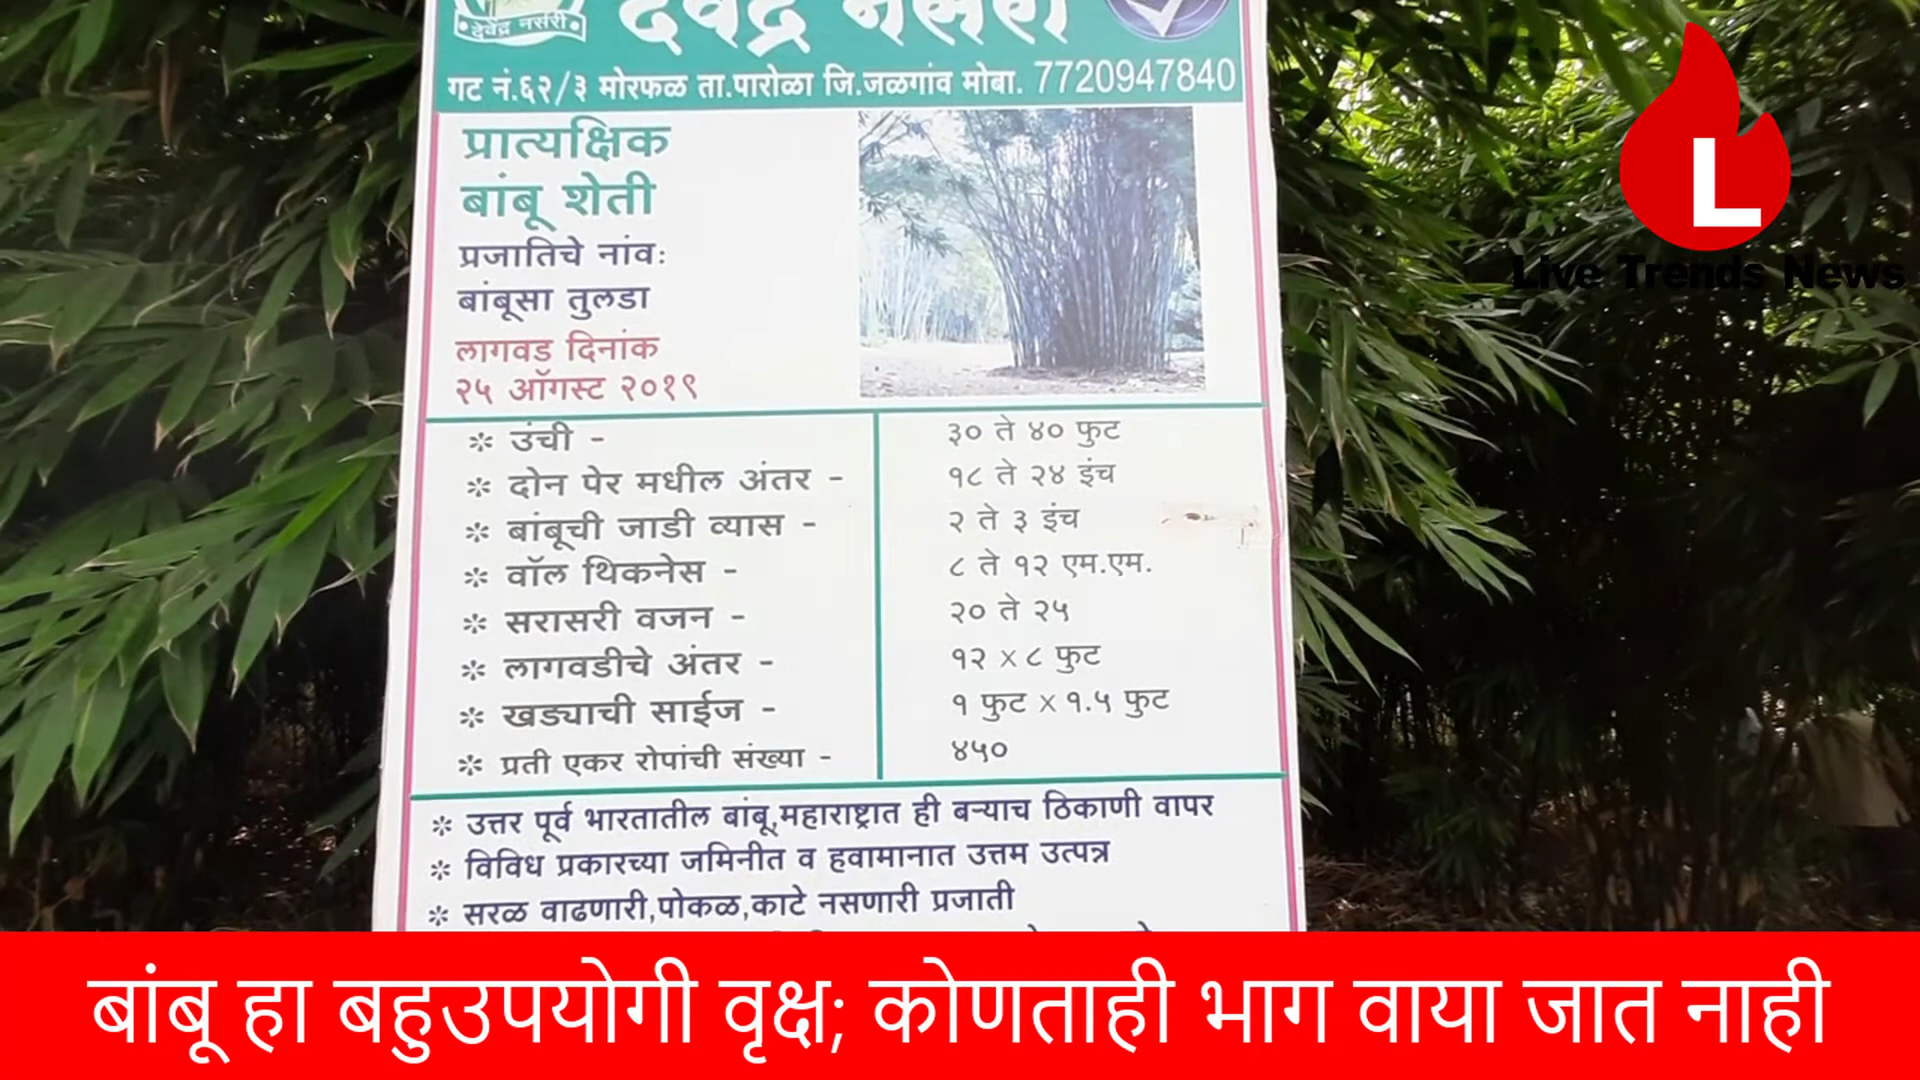 देवेंद्र नर्सरी
देवेंद्र नर्सरी
गट नं.६२/३ मोरफळ ता.पारोळा जि.जळगांव मोबा. 7720947840
प्रात्यक्षिक
बांबू शेती
प्रजातिचे नांव:
बांबूसा तुलडा
लागवड दिनांक
२५ ऑगस्ट २०१९
* उंची - ३० ते ४० फुट
* दोन पेर मधील अंतर - १८ ते २४ इंच
* बांबूची जाडी व्यास - २ ते ३ इंच
* वॉल थिकनेस - ८ ते १२ एम.एम.
* सरासरी वजन - २० ते २५
* लागवडीचे अंतर - १२ x ८ फुट
* खड्याची साईज - १ फुट x १.५ फुट
* प्रती एकर रोपांची संख्या - ४५०
* उत्तर पूर्व भारतातील बांबू,महाराष्ट्रात ही बऱ्याच ठिकाणी वापर
* विविध प्रकारच्या जमिनीत व हवामानात उत्तम उत्पन्न
* सरळ वाढणारी,पोकळ,काटे नसणारी प्रजाती
L
Live Trends News
बांबू हा बहुउपयोगी वृक्ष; कोणताही भाग वाया जात नाही